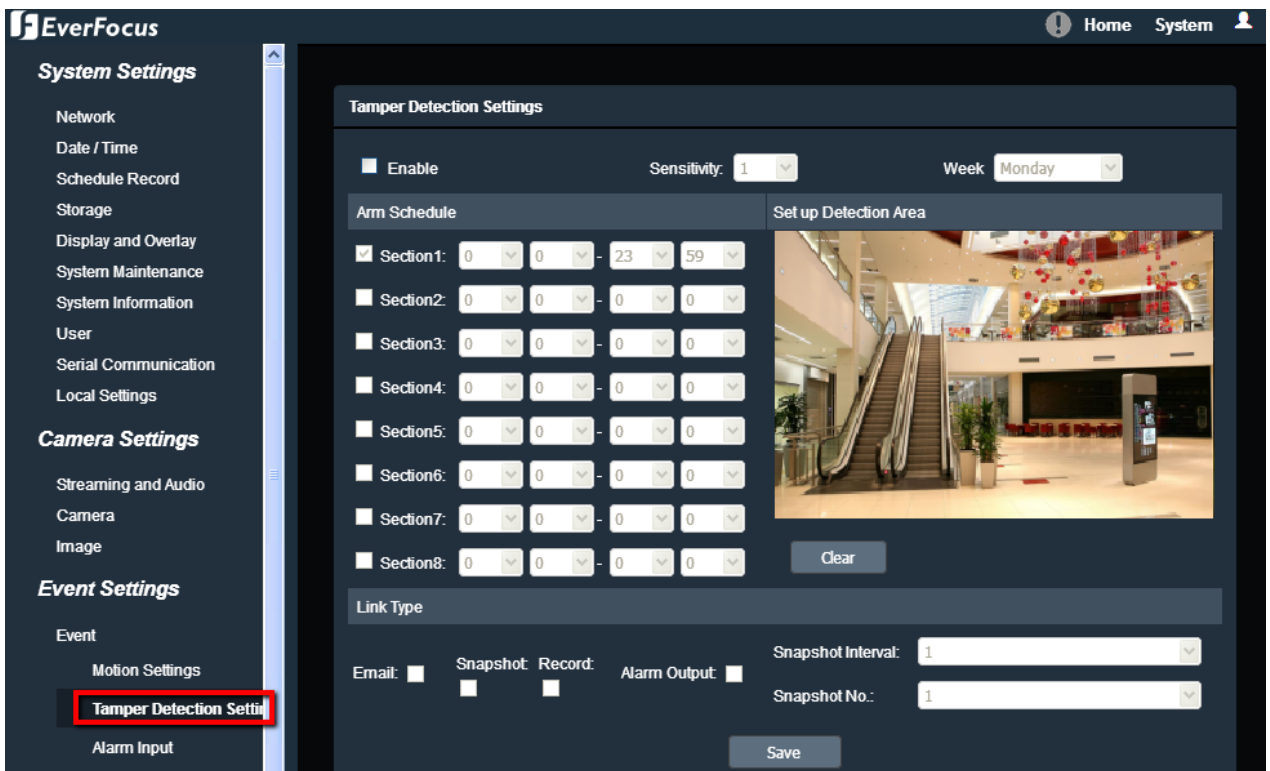 EverFocus
Home System
System Settings
Network
Date / Time
Schedule Record
Storage
Display and Overlay
System Maintenance
System Information
User
Serial Communication
Local Settings
Camera Settings
Streaming and Audio
Camera
Image
Event Settings
Event
Motion Settings
Tamper Detection Settin
Alarm Input
Tamper Detection Settings
Enable Sensitivity: 1 Week Monday
Arm Schedule
Set up Detection Area
Section1: 0 0 - 23 59
Section2: 0 0 - 0 0
Section3: 0 0 - 0 0
Section4: 0 0 - 0 0
Section5: 0 0 - 0 0
Section6: 0 0 - 0 0
Section7: 0 0 - 0 0
Section8: 0 0 - 0 0
Clear
Link Type
Email: Snapshot: Record: Alarm Output:
Snapshot Interval: 1
Snapshot No.: 1
Save